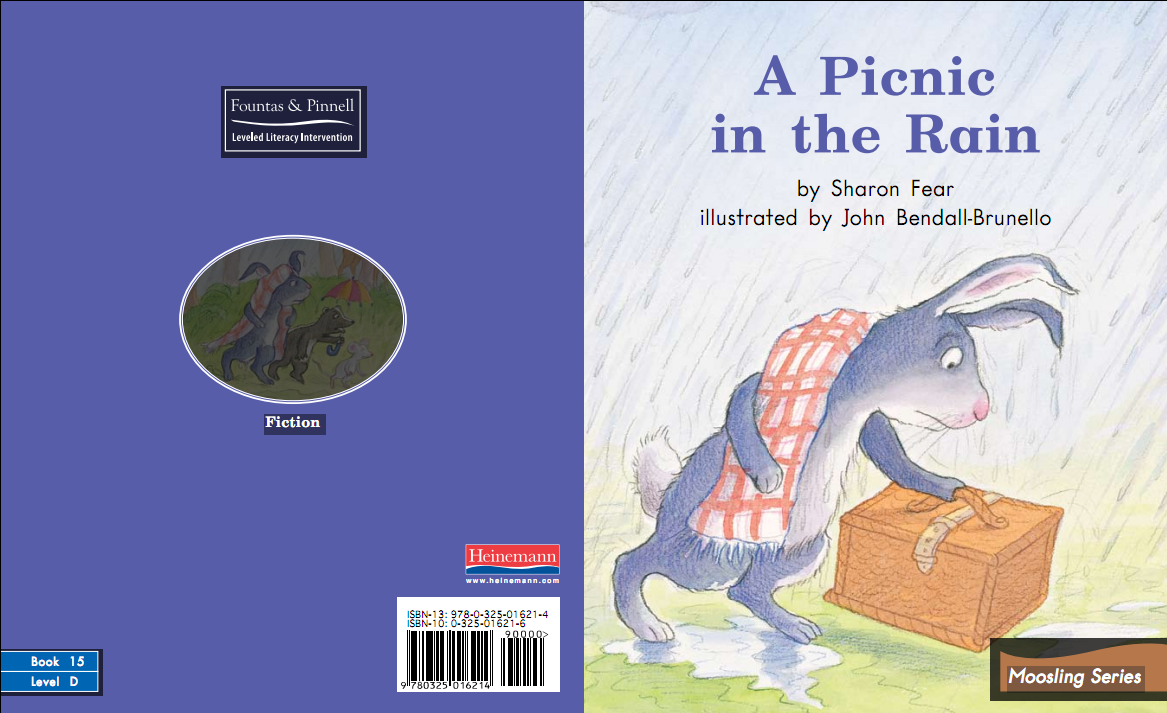 Fountas & Pinnell
Leveled Literacy Intervention
Fiction
Heinemann
www.heinemann.com
ISBN-13: 978-0-325-01621-4
ISBN-10: 0-325-01621-6
90000>
9 780325 016214
Book 15
Level D
A Picnic
in the Rain
by Sharon Fear
illustrated by John Bendall-Brunello
Moosling Series